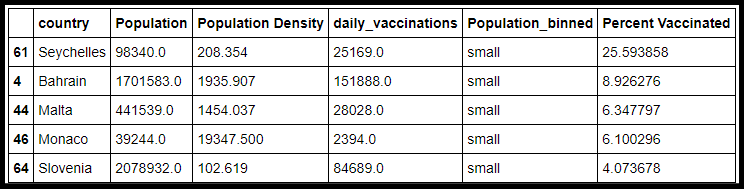 country Population Population Density daily_vaccinations Population_binned Percent Vaccinated
61 Seychelles 98340.0 208.354 25169.0 small 25.593858
4 Bahrain 1701583.0 1935.907 151888.0 small 8.926276
44 Malta 441539.0 1454.037 28028.0 small 6.347797
46 Monaco 39244.0 19347.500 2394.0 small 6.100296
64 Slovenia 2078932.0 102.619 84689.0 small 4.073678